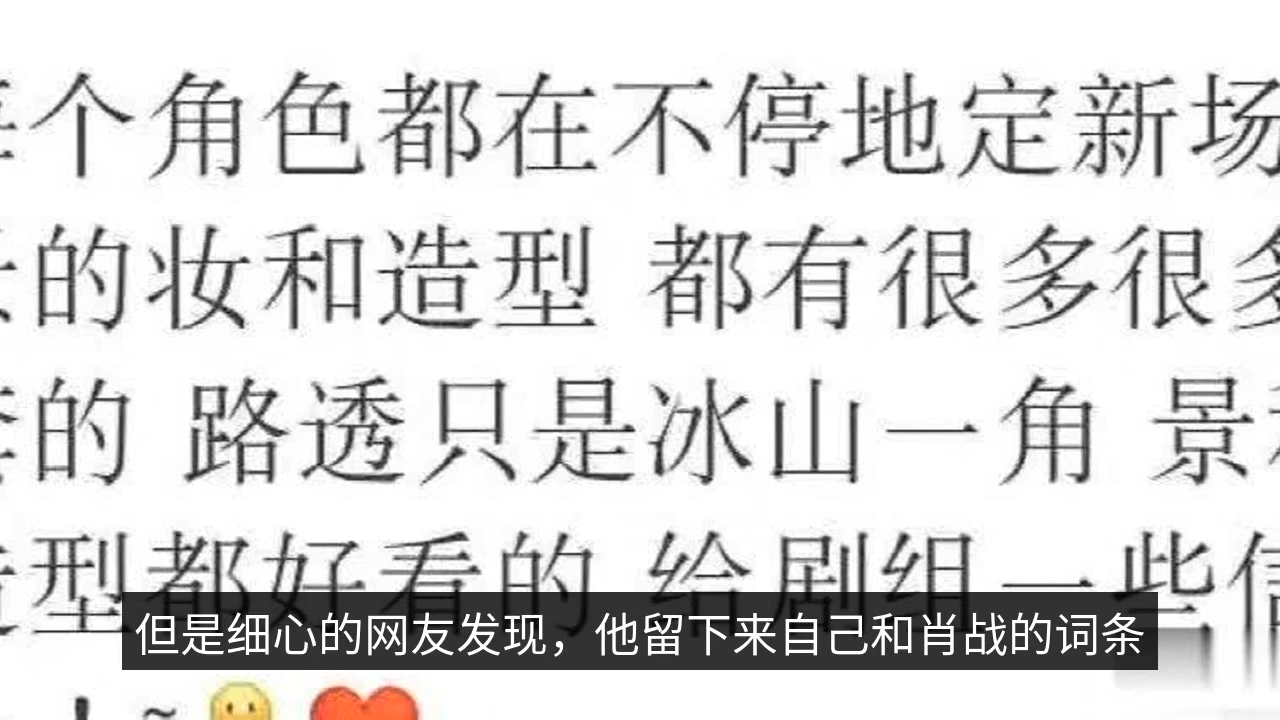 个角色都在不停地定新场
的妆和造型 都有很多很多
的 路透只是冰山一角 景
型都好看的 给剧组一些信
但是细心的网友发现，他留下来自己和肖战的词条
！~